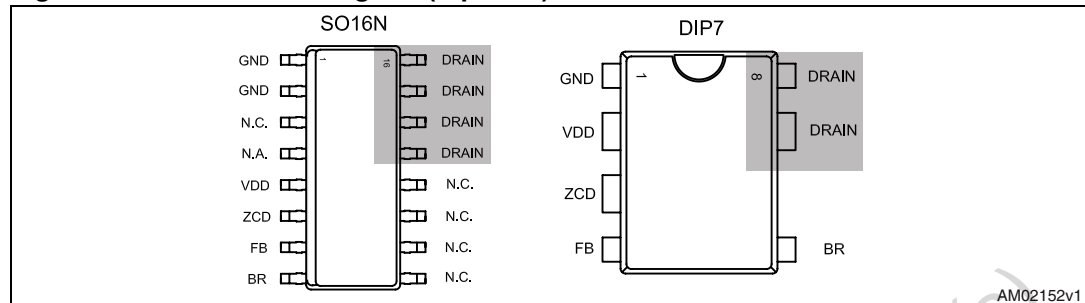 SO16N
GND 1 16 DRAIN
GND DRAIN
N.C. DRAIN
N.A. DRAIN
VDD N.C.
ZCD N.C.
FB N.C.
BR N.C.
DIP7
GND 1 8 DRAIN
VDD DRAIN
ZCD
FB BR
AM02152v1